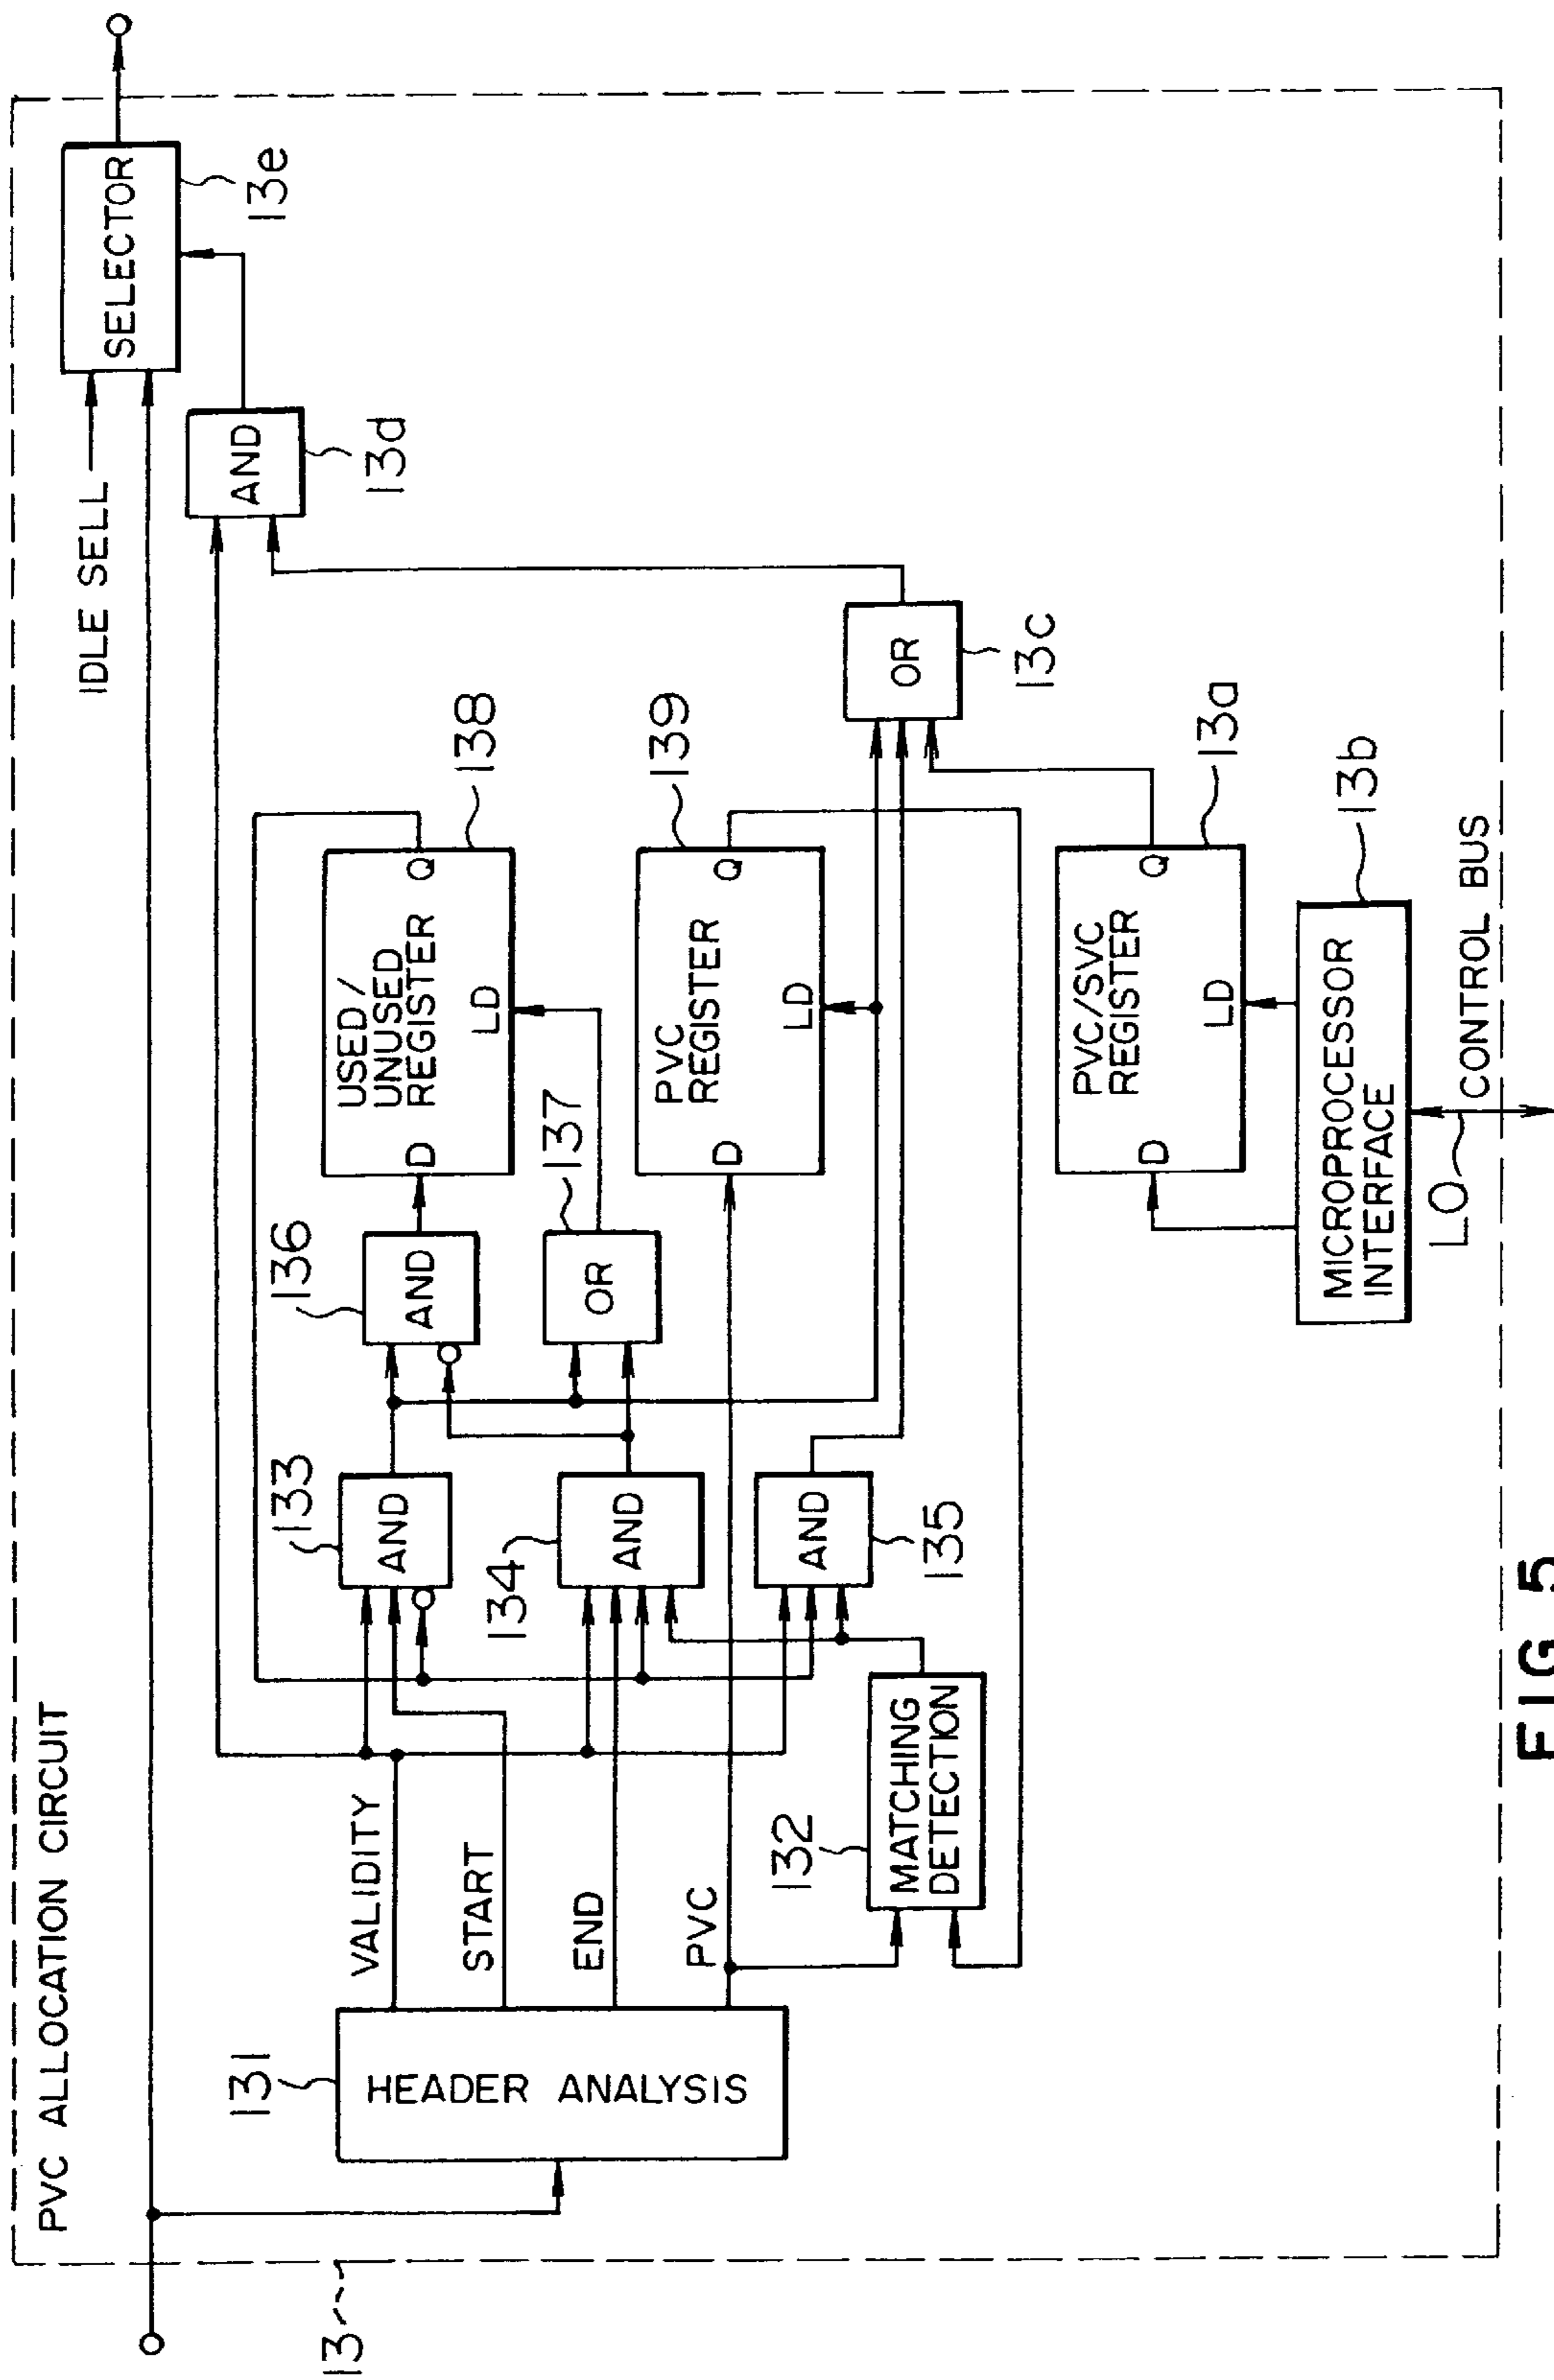 PVC ALLOCATION CIRCUIT
13
IDLE SELL
SELECTOR
13e
AND
13d
131
HEADER ANALYSIS
VALIDITY
START
END
PVC
133
AND
134
AND
135
AND
132
MATCHING
DETECTION
136
AND
137
OR
138
USED/
UNUSED
REGISTER
D
Q
LD
139
PVC
REGISTER
D
Q
LD
OR
13c
13a
PVC/SVC
REGISTER
D
Q
LD
13b
MICROPROCESSOR
INTERFACE
LO
CONTROL BUS
FIG 5